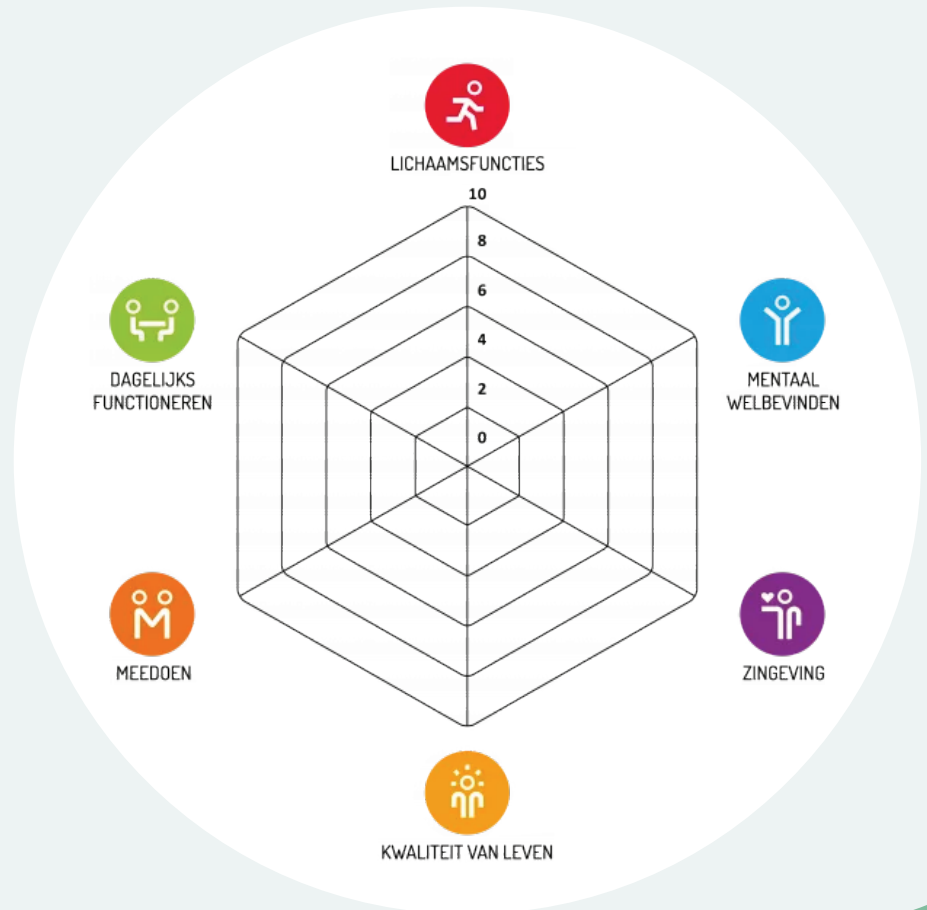 LICHAAMSFUNCTIES
10
8
6
4
2
0
DAGELIJKS
FUNCTIONEREN
MENTAAL
WELBEVINDEN
MEEDOEN
ZINGEVING
KWALITEIT VAN LEVEN